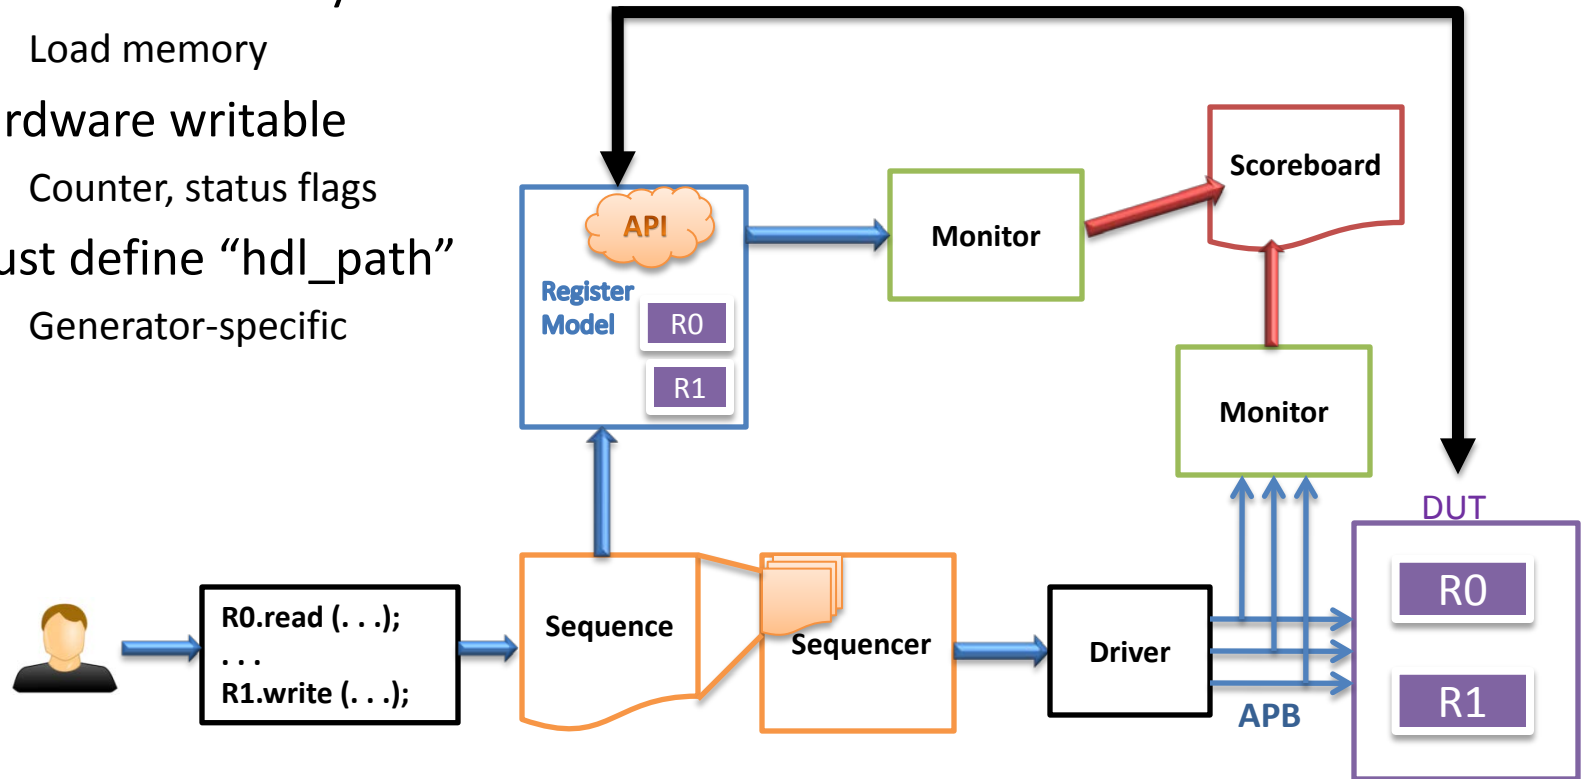 Load memory
rdware writable
Counter, status flags
ust define “hdl_path”
Generator-specific
API
Register
Model
R0
R1
Monitor
Scoreboard
Monitor
DUT
R0
R1
R0.read (. . .);
. . .
R1.write (. . .);
Sequence
Sequencer
Driver
APB